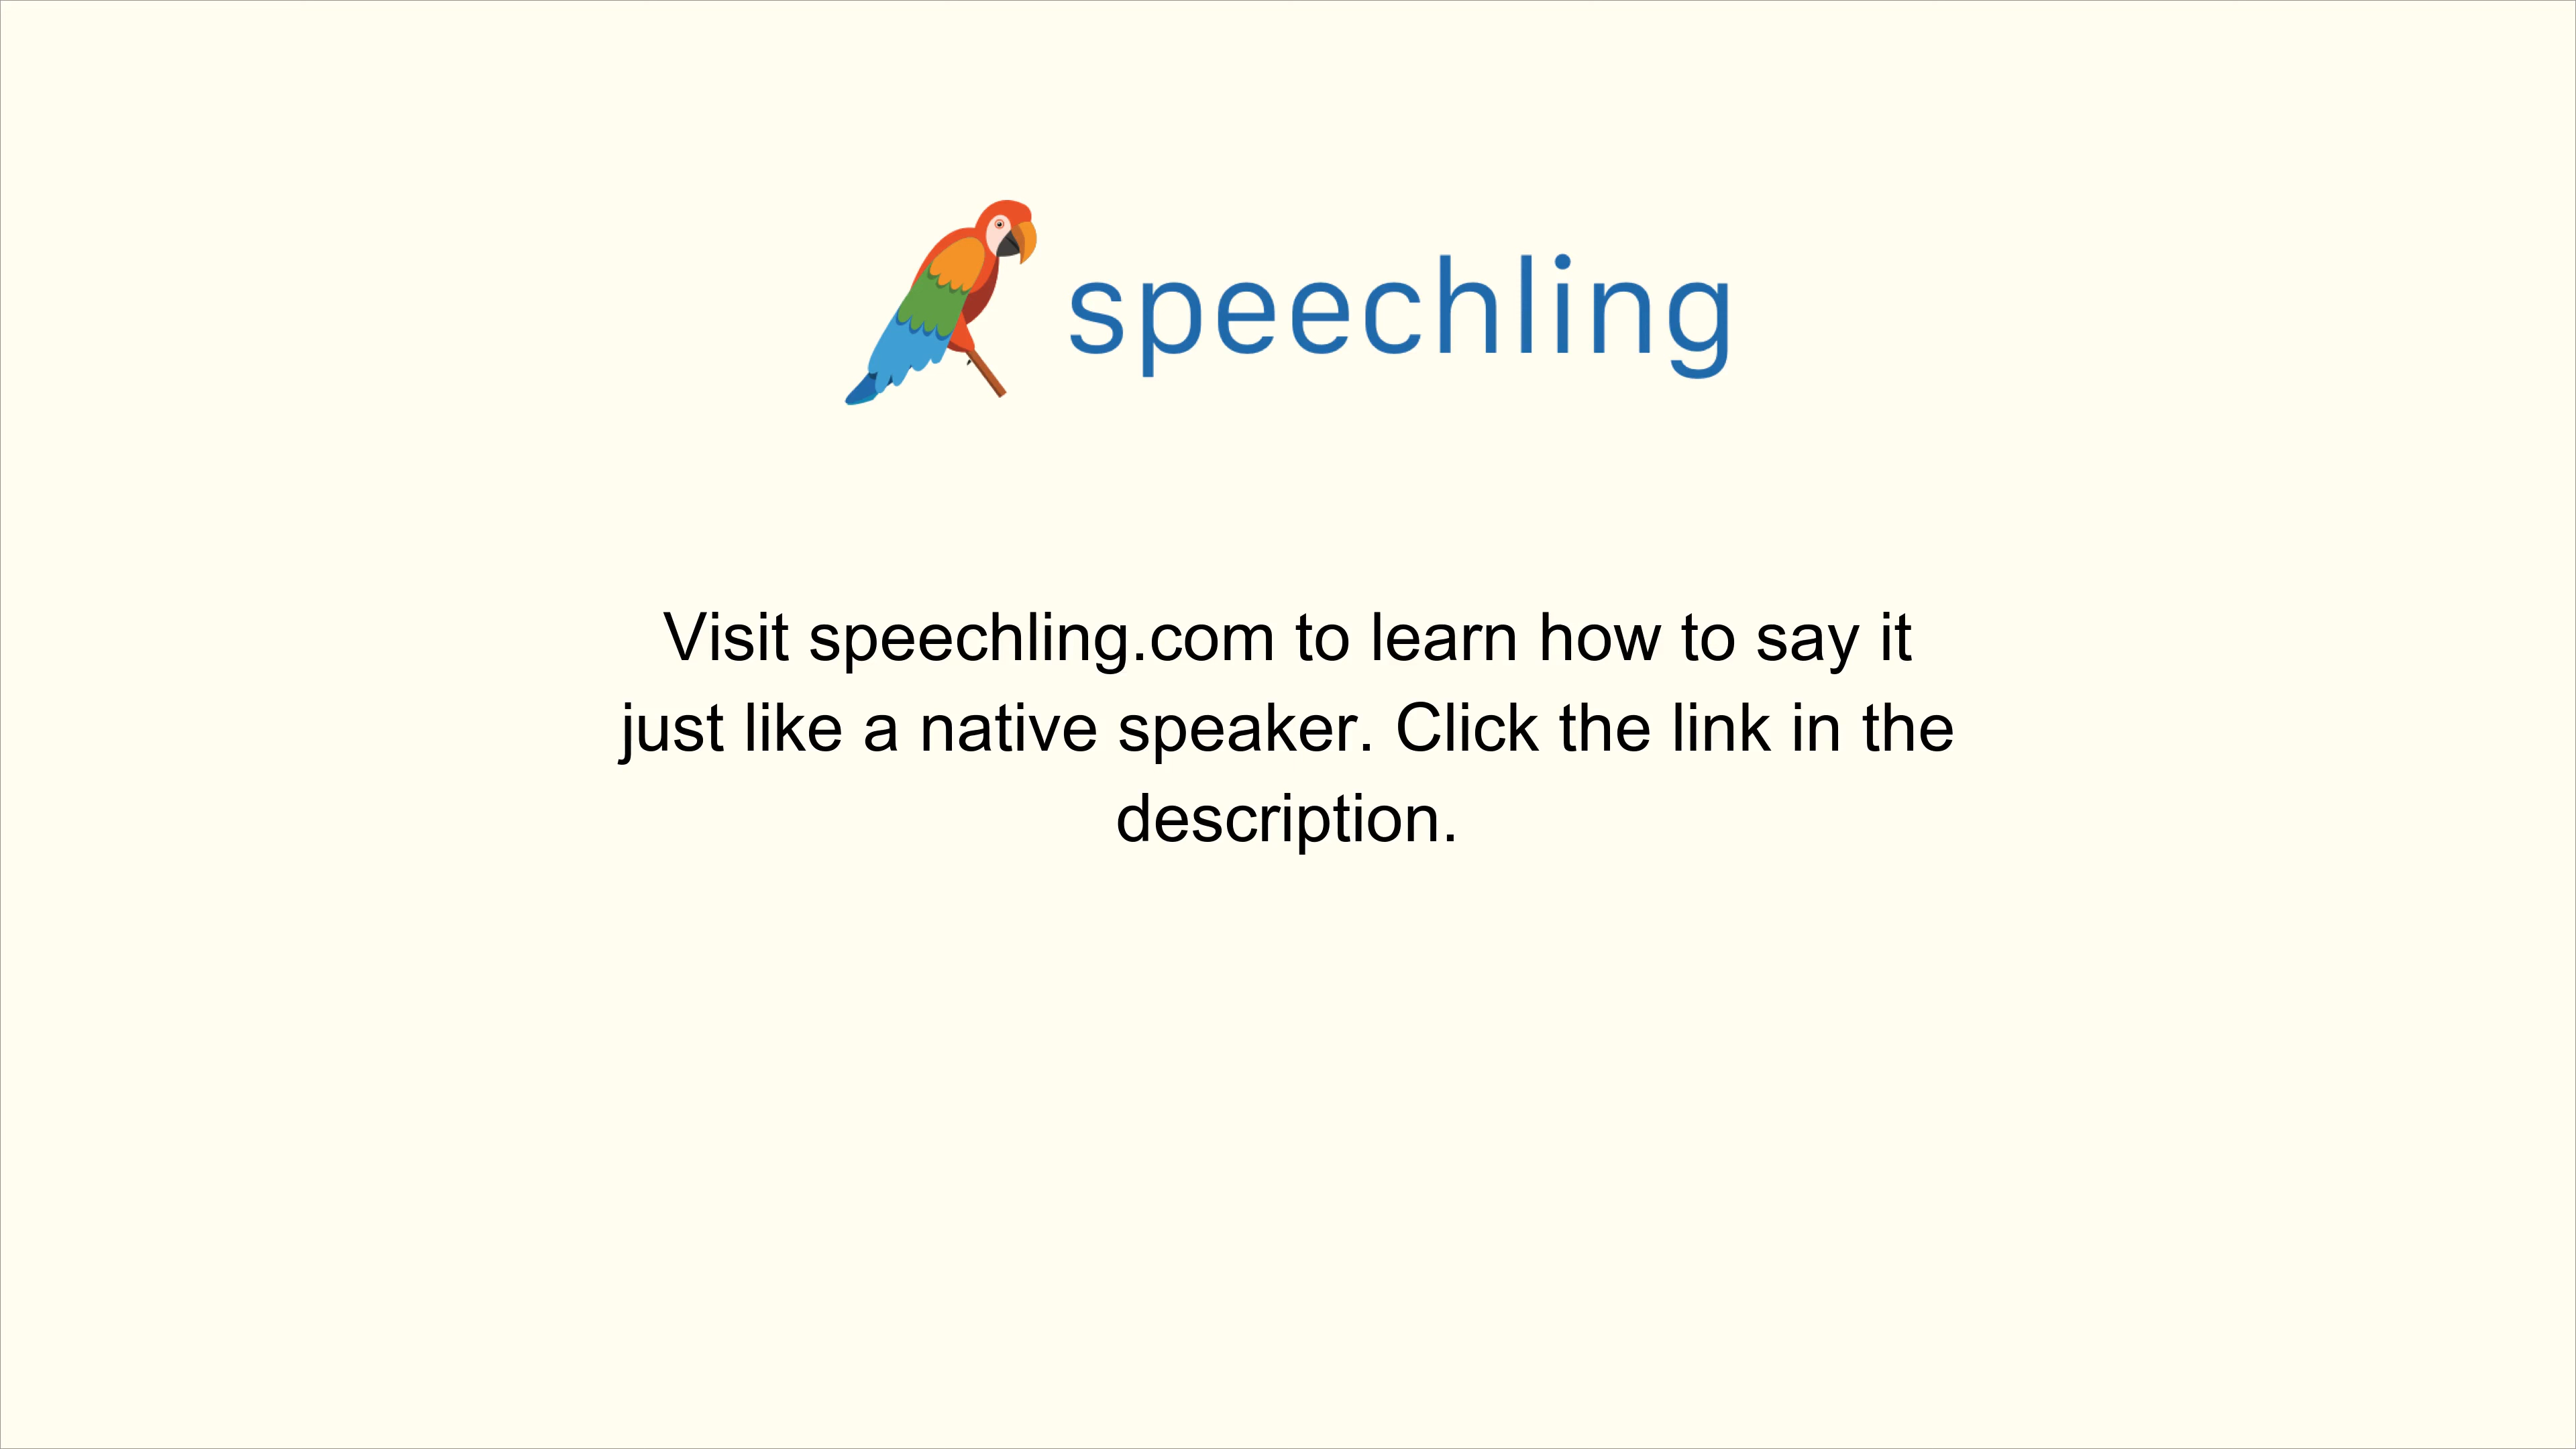 speechling
Visit speechling.com to learn how to say it
just like a native speaker. Click the link in the
description.